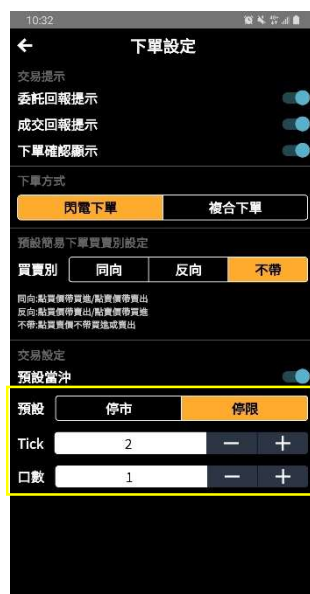 10:32
下單設定
交易提示
委託回報提示
成交回報提示
下單確認顯示
下單方式
閃電下單 複合下單
預設簡易下單買賣別設定
買賣別 同向 反向 不帶
同向:點買價帶買進/點賣價帶賣出
反向:點買價帶賣出/點賣價帶買進
不帶:點買賣價不帶買進或賣出
交易設定
預設當沖
預設 停市 停限
Tick 2 − +
口數 1 − +